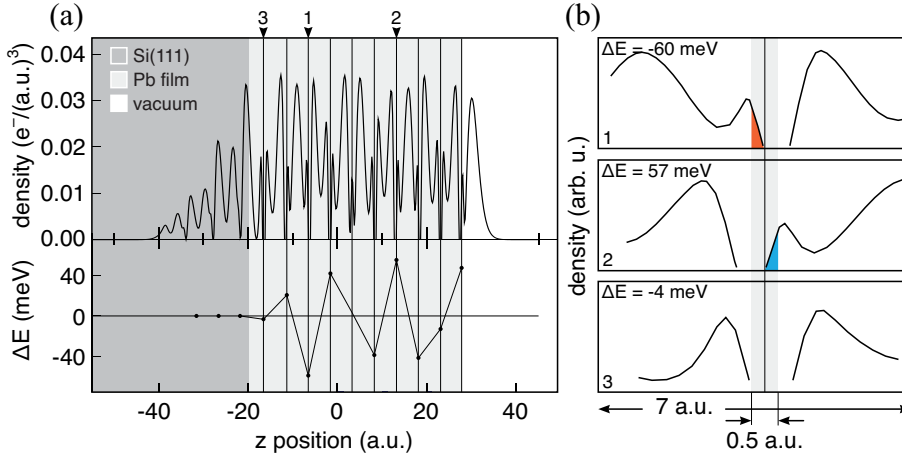 (a)
3 1 2
Si(111)
Pb film
vacuum
density (e⁻/(a.u.)³)
0.04
0.03
0.02
0.01
0.00
ΔE (meV)
40
0
-40
-40 -20 0 20 40
z position (a.u.)
(b)
density (arb. u.)
ΔE = -60 meV
1
ΔE = 57 meV
2
ΔE = -4 meV
3
7 a.u.
0.5 a.u.